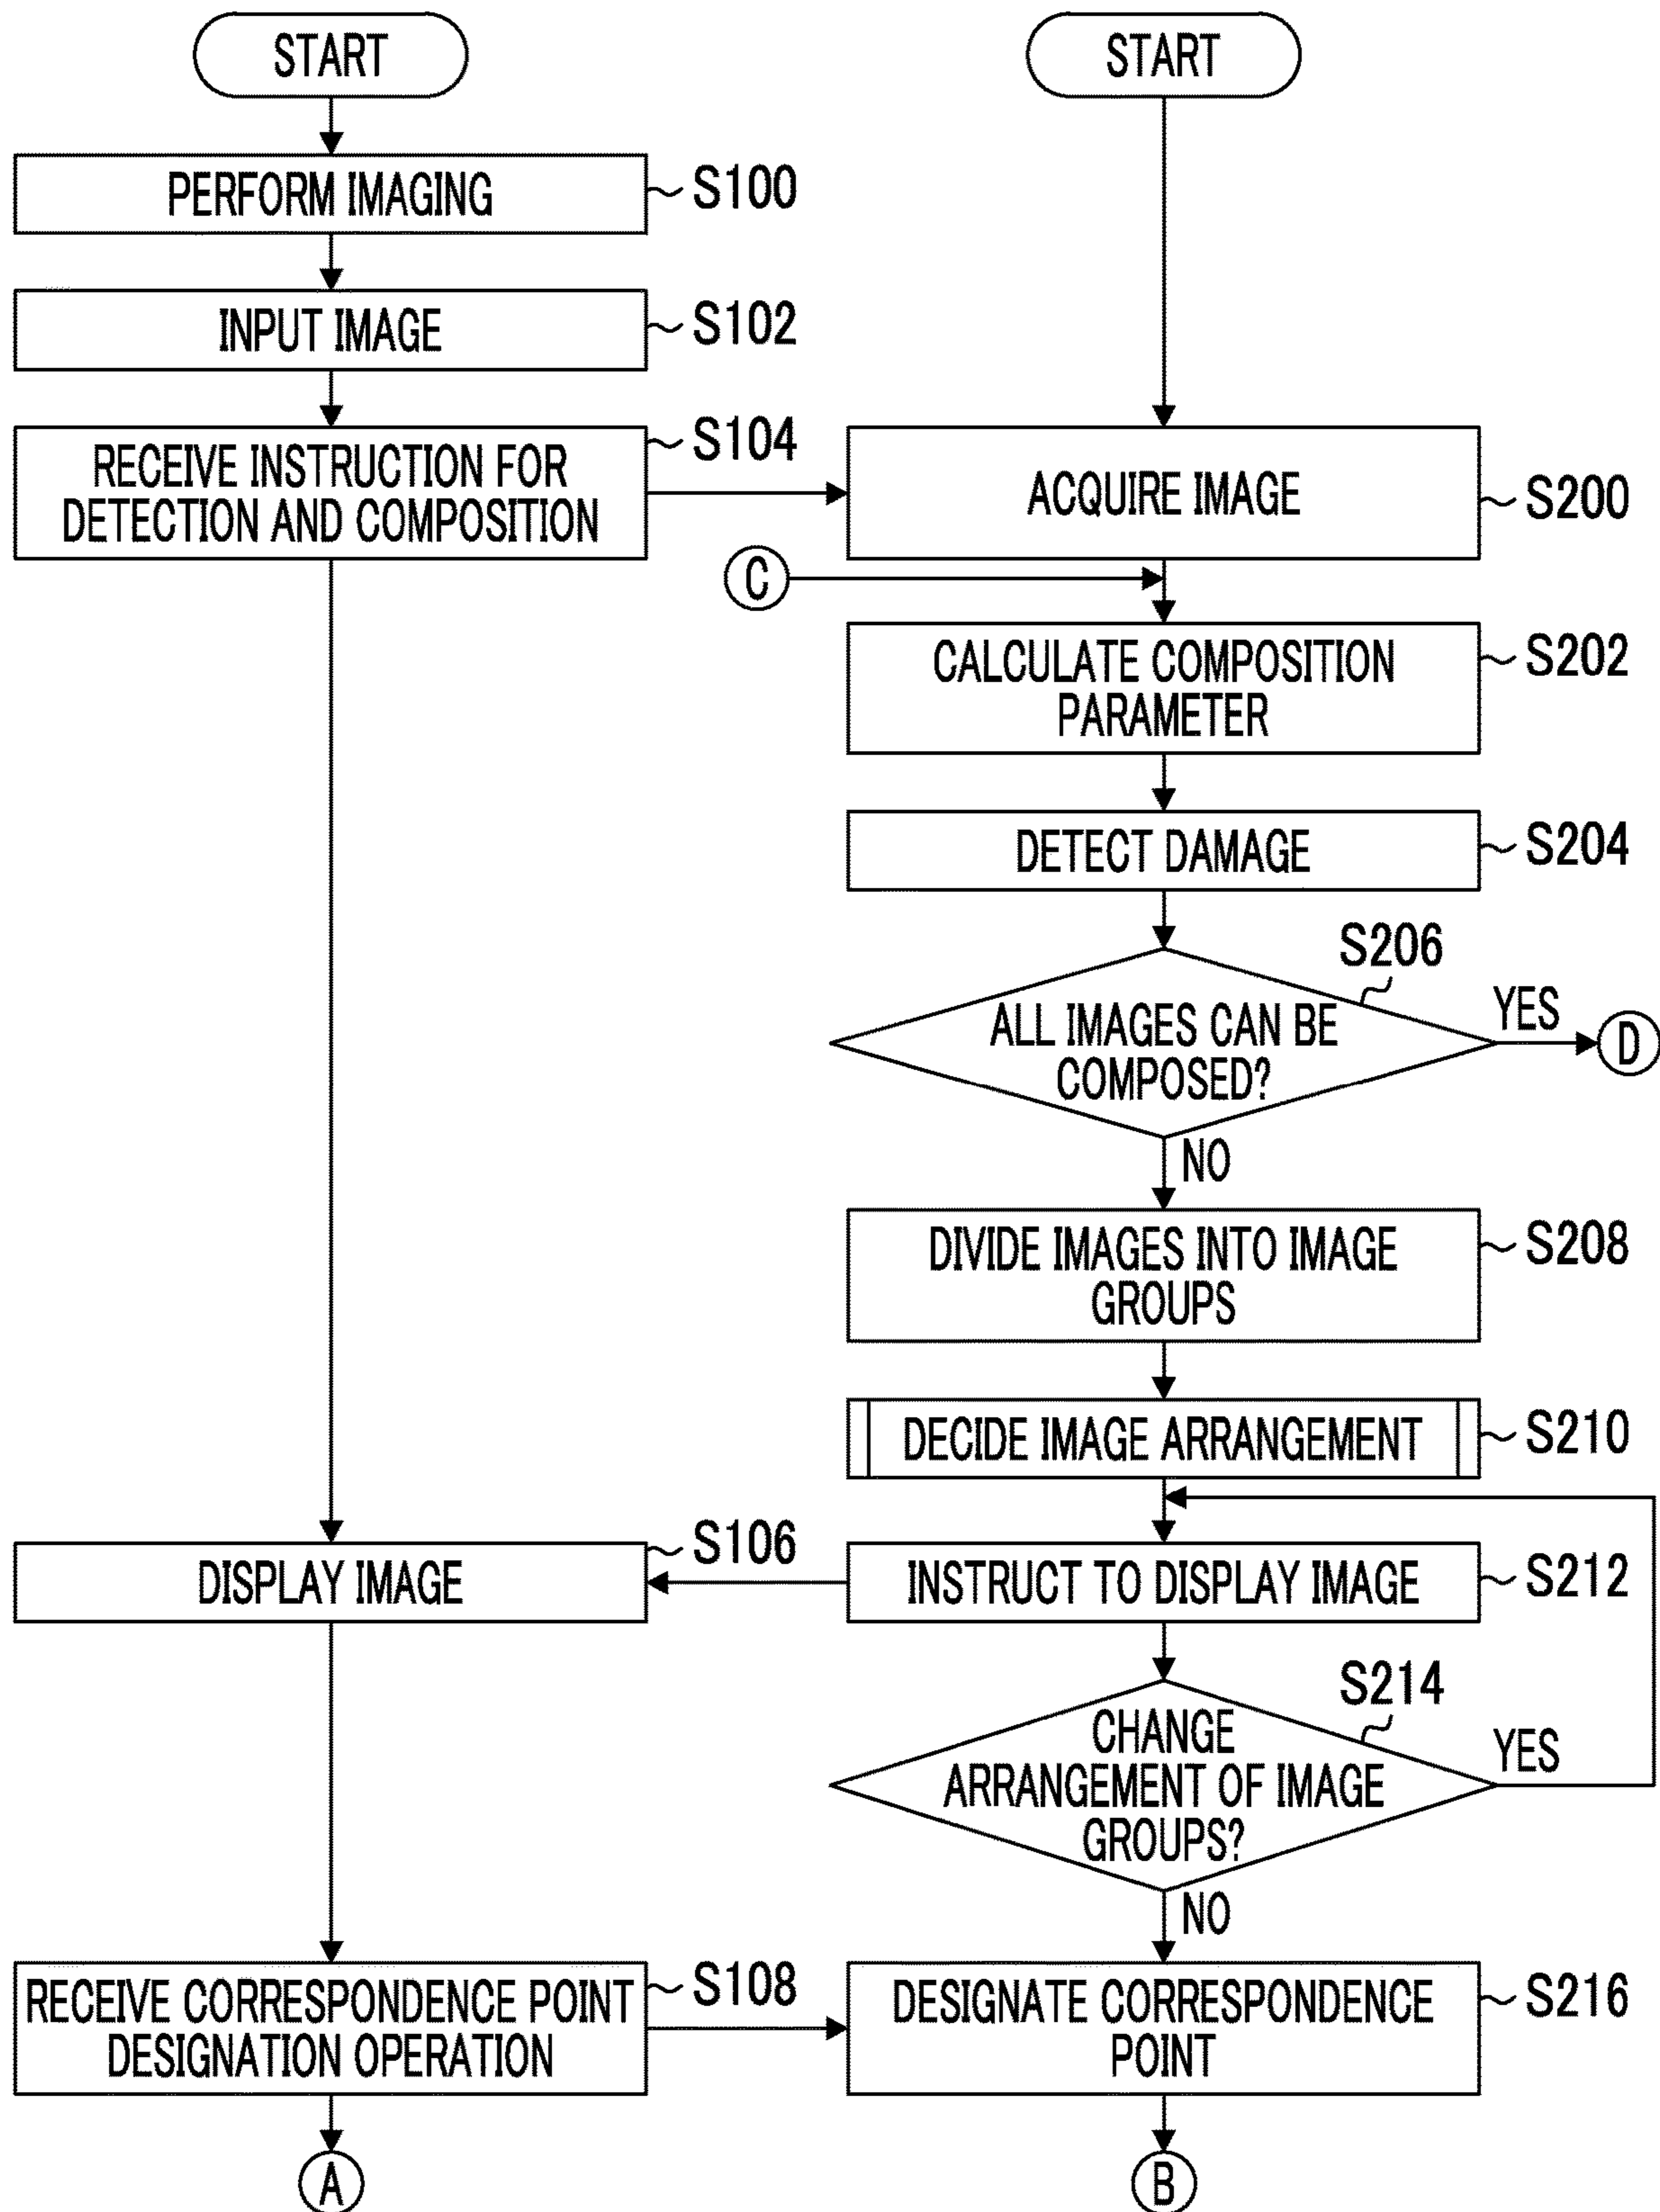 START
START
PERFORM IMAGING
S100
INPUT IMAGE
S102
RECEIVE INSTRUCTION FOR
DETECTION AND COMPOSITION
S104
ACQUIRE IMAGE
S200
C
CALCULATE COMPOSITION
PARAMETER
S202
DETECT DAMAGE
S204
S206
ALL IMAGES CAN BE
COMPOSED?
YES
D
NO
DIVIDE IMAGES INTO IMAGE
GROUPS
S208
DECIDE IMAGE ARRANGEMENT
S210
DISPLAY IMAGE
S106
INSTRUCT TO DISPLAY IMAGE
S212
S214
CHANGE
ARRANGEMENT OF IMAGE
GROUPS?
YES
NO
RECEIVE CORRESPONDENCE POINT
DESIGNATION OPERATION
S108
DESIGNATE CORRESPONDENCE
POINT
S216
A
B